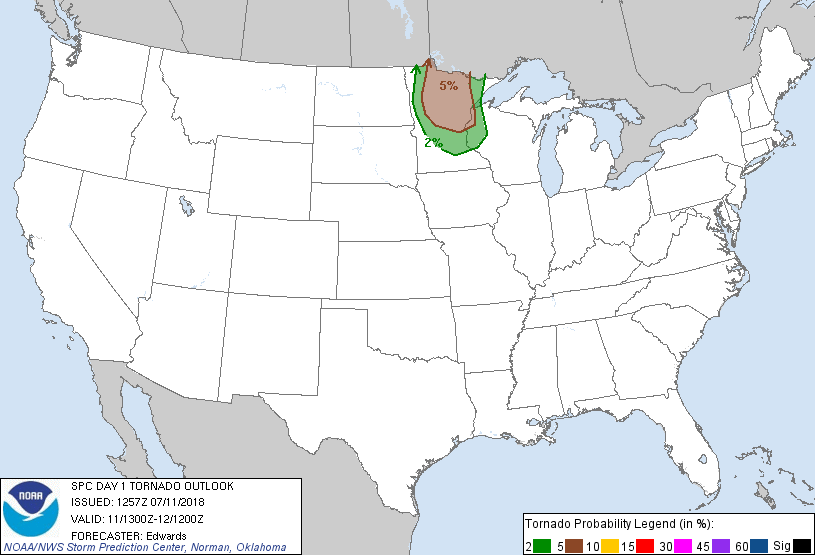 5%
2%
NOAA
SPC DAY 1 TORNADO OUTLOOK
ISSUED: 1257Z 07/11/2018
VALID: 11/1300Z-12/1200Z
FORECASTER: Edwards
NOAA/NWS Storm Prediction Center, Norman, Oklahoma
Tornado Probability Legend (in %):
2 5 10 15 30 45 60 Sig